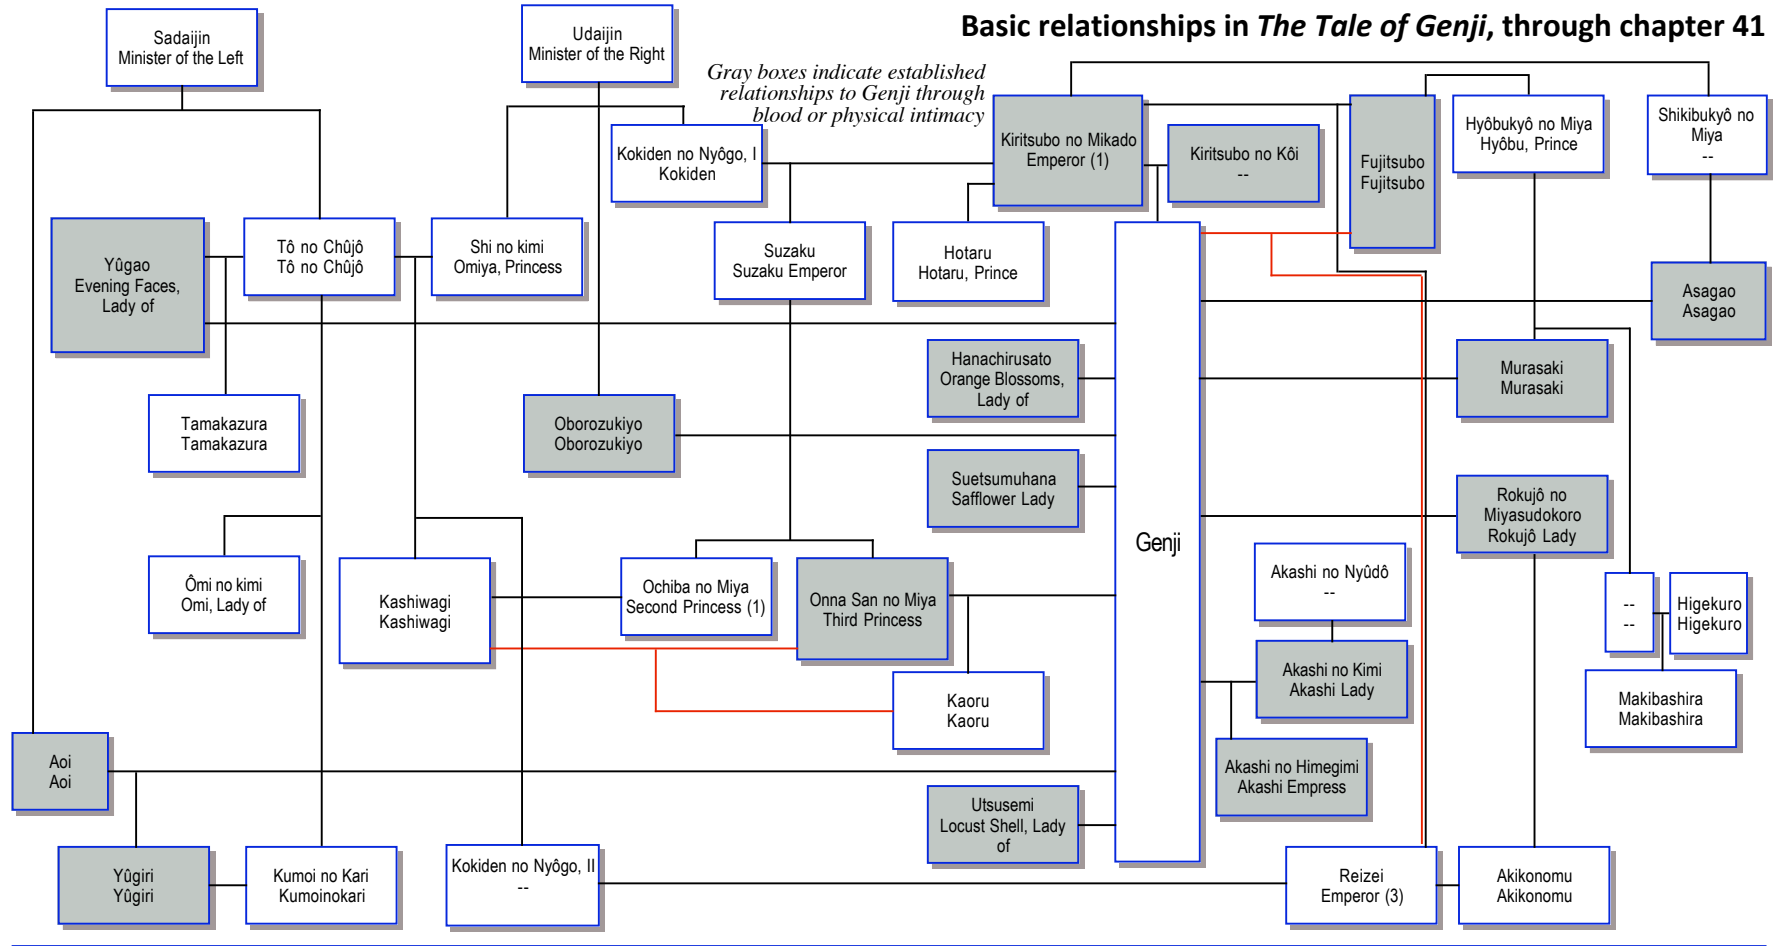 Basic relationships in The Tale of Genji, through chapter 41
Gray boxes indicate established
relationships to Genji through
blood or physical intimacy
Sadaijin
Minister of the Left
Udaijin
Minister of the Right
Kokiden no Nyôgo, I
Kokiden
Kiritsubo no Mikado
Emperor (1)
Kiritsubo no Kôi
--
Fujitsubo
Fujitsubo
Hyôbukyô no Miya
Hyôbu, Prince
Shikibukyô no
Miya
--
Yûgao
Evening Faces,
Lady of
Tô no Chûjô
Tô no Chûjô
Shi no kimi
Omiya, Princess
Suzaku
Suzaku Emperor
Hotaru
Hotaru, Prince
Asagao
Asagao
Hanachirusato
Orange Blossoms,
Lady of
Murasaki
Murasaki
Tamakazura
Tamakazura
Oborozukiyo
Oborozukiyo
Suetsumuhana
Safflower Lady
Rokujô no
Miyasudokoro
Rokujô Lady
Genji
Ômi no kimi
Omi, Lady of
Kashiwagi
Kashiwagi
Ochiba no Miya
Second Princess (1)
Onna San no Miya
Third Princess
Akashi no Nyûdô
--
--
--
Higekuro
Higekuro
Kaoru
Kaoru
Akashi no Kimi
Akashi Lady
Makibashira
Makibashira
Aoi
Aoi
Akashi no Himegimi
Akashi Empress
Utsusemi
Locust Shell, Lady
of
Yûgiri
Yûgiri
Kumoi no Kari
Kumoinokari
Kokiden no Nyôgo, II
--
Reizei
Emperor (3)
Akikonomu
Akikonomu